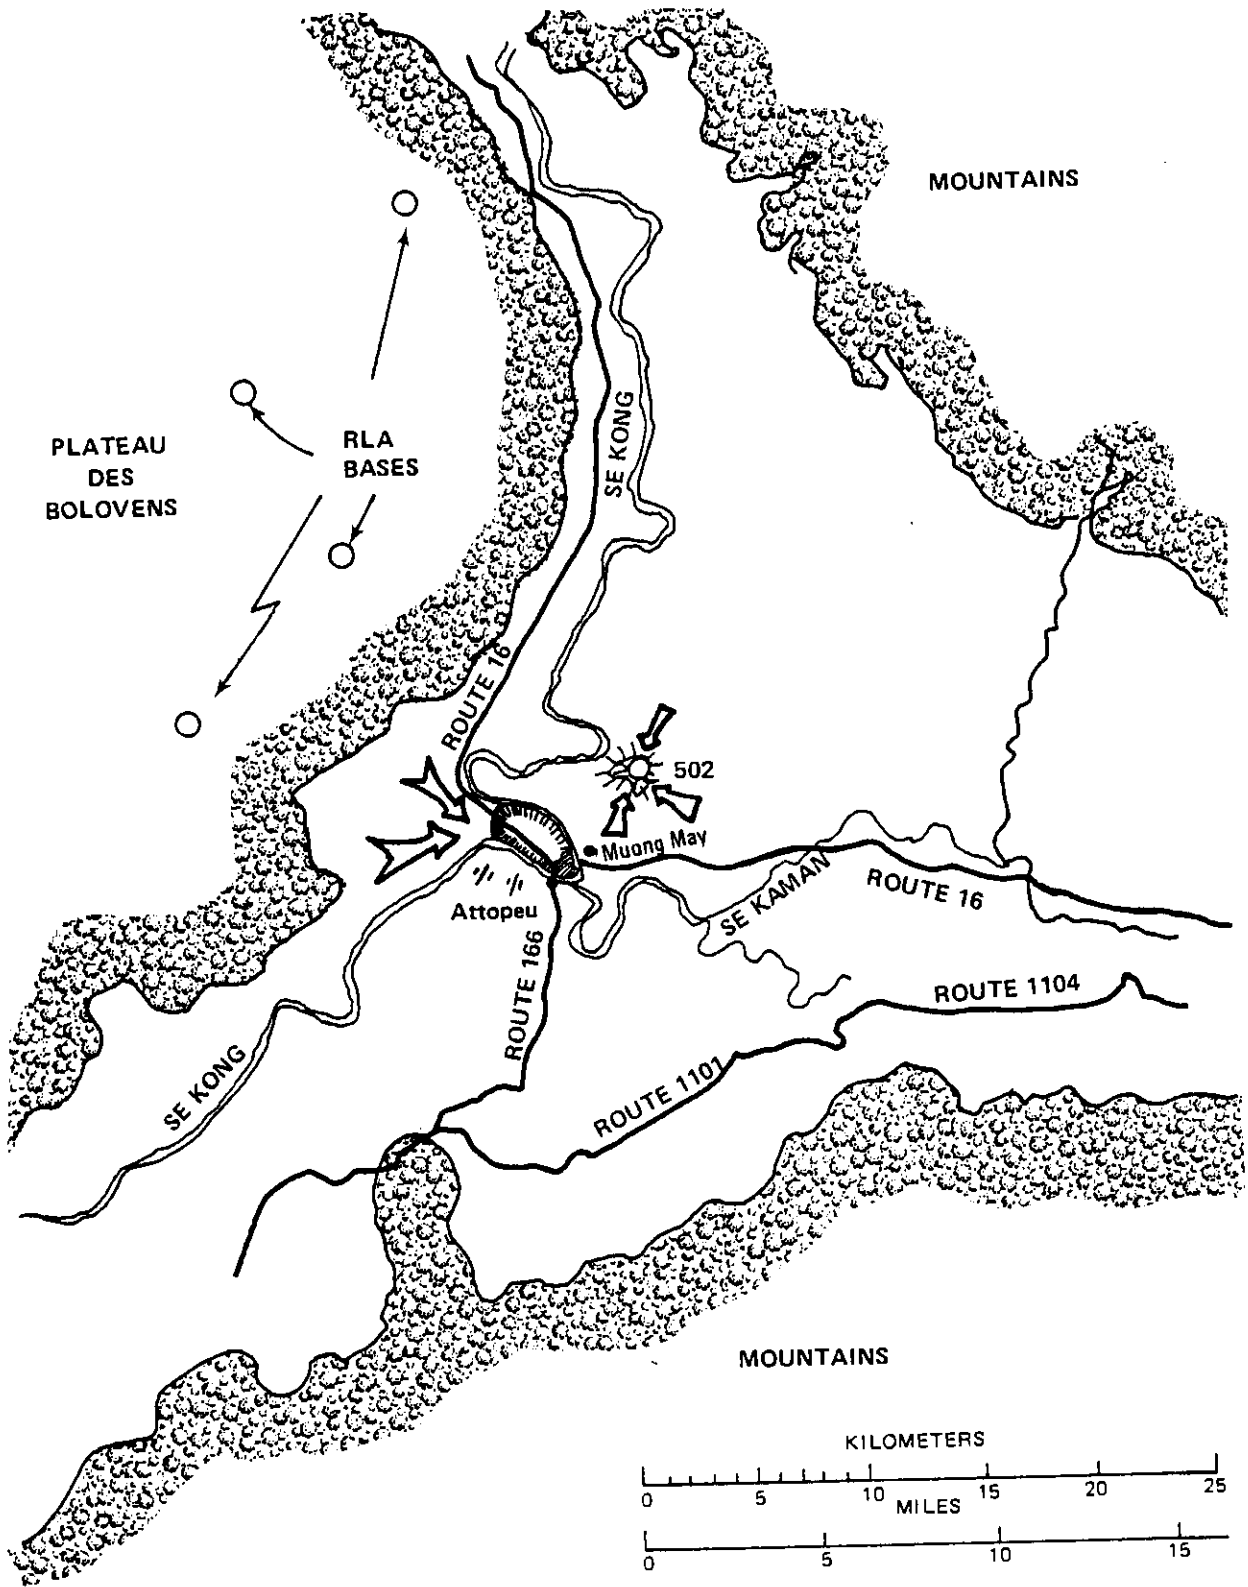 MOUNTAINS
PLATEAU
DES
BOLOVENS
RLA
BASES
SE KONG
ROUTE 16
502
Muong May
Attopeu
SE KAMAN
ROUTE 16
ROUTE 166
ROUTE 1104
SE KONG
ROUTE 1101
MOUNTAINS
KILOMETERS
0 5 10 15 20 25
MILES
0 5 10 15